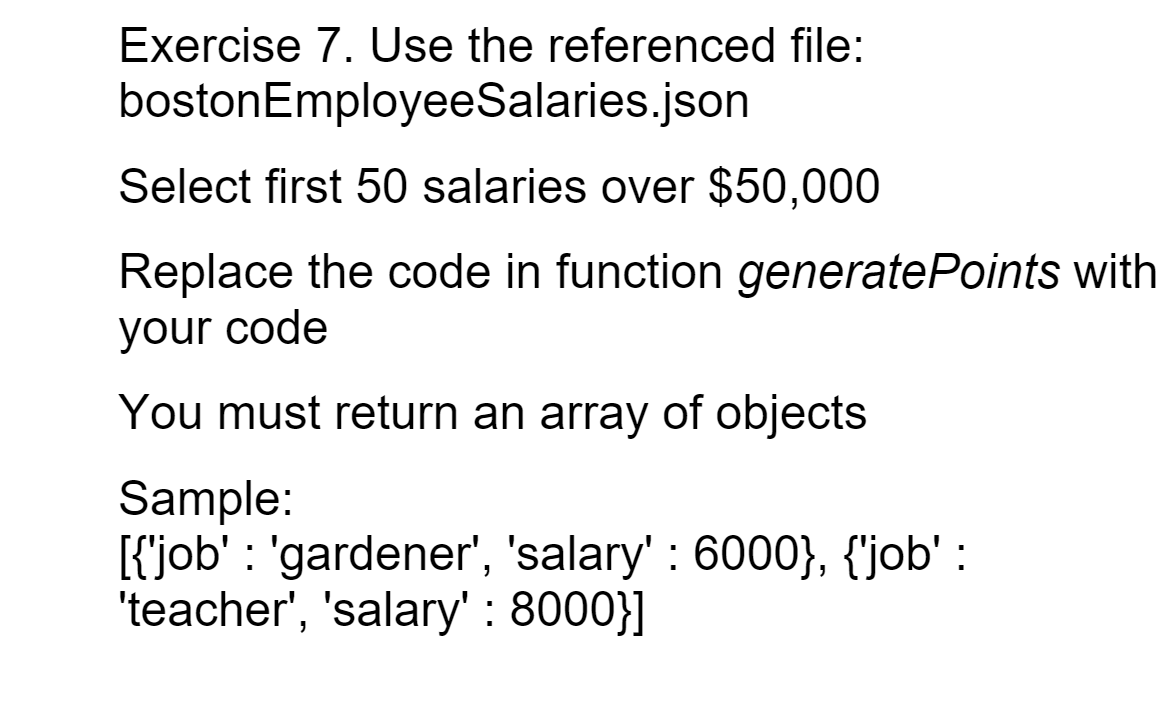 Exercise 7. Use the referenced file:
bostonEmployeeSalaries.json
Select first 50 salaries over $50,000
Replace the code in function generatePoints with
your code
You must return an array of objects
Sample:
[{'job' : 'gardener', 'salary' : 6000}, {'job' :
'teacher', 'salary' : 8000}]